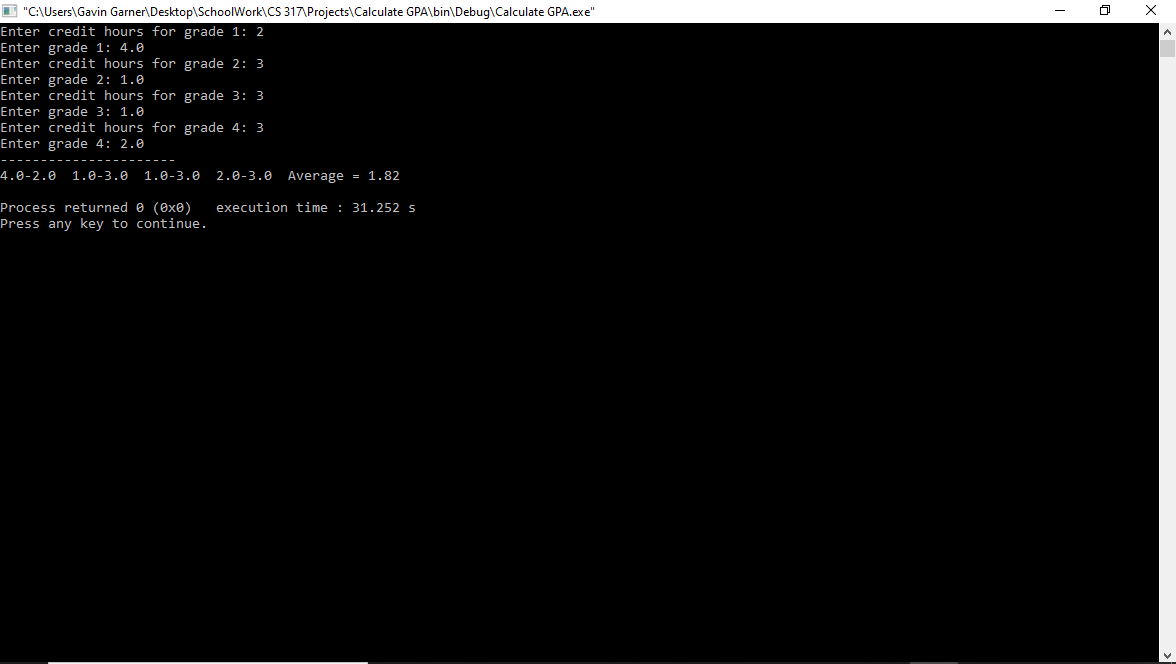 "C:\Users\Gavin Garner\Desktop\SchoolWork\CS 317\Projects\Calculate GPA\bin\Debug\Calculate GPA.exe"
Enter credit hours for grade 1: 2
Enter grade 1: 4.0
Enter credit hours for grade 2: 3
Enter grade 2: 1.0
Enter credit hours for grade 3: 3
Enter grade 3: 1.0
Enter credit hours for grade 4: 3
Enter grade 4: 2.0
----------------------
4.0-2.0  1.0-3.0  1.0-3.0  2.0-3.0  Average = 1.82
Process returned 0 (0x0)   execution time : 31.252 s
Press any key to continue.